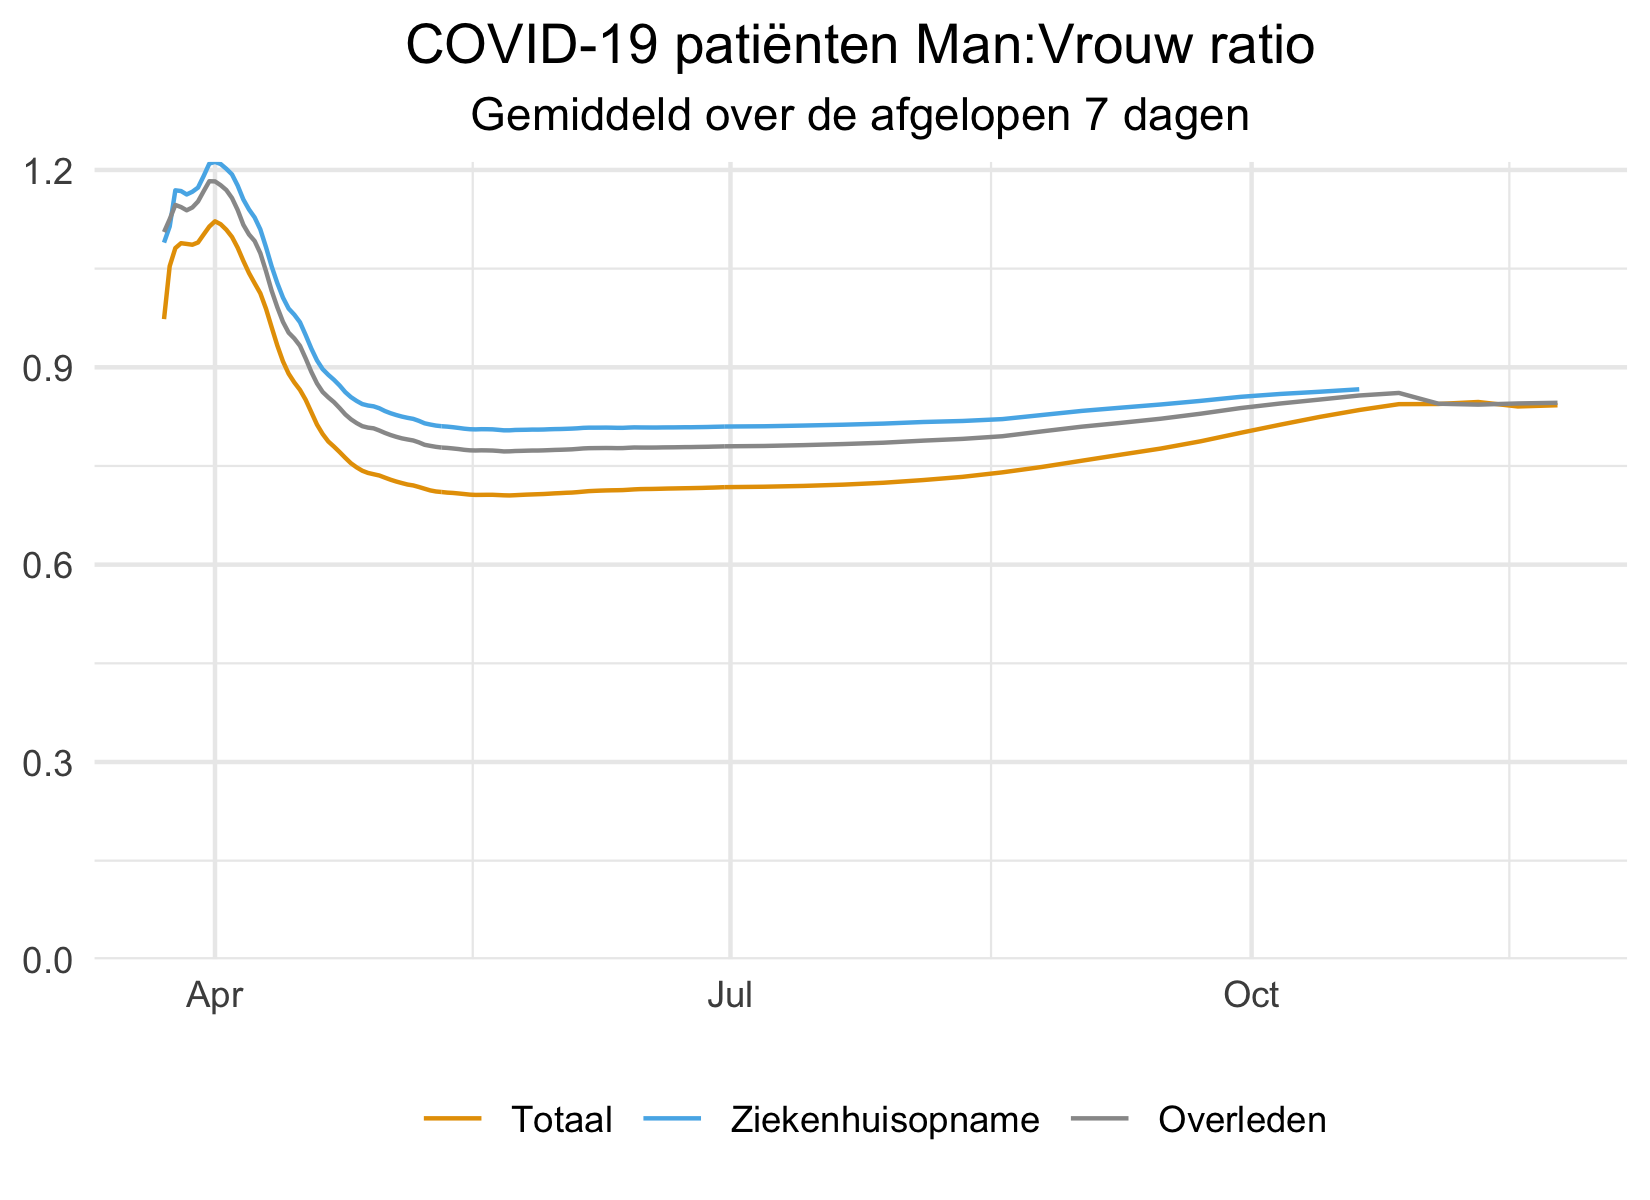 COVID-19 patiënten Man:Vrouw ratio
Gemiddeld over de afgelopen 7 dagen
1.2
0.9
0.6
0.3
0.0
Apr Jul Oct
Totaal Ziekenhuisopname Overleden